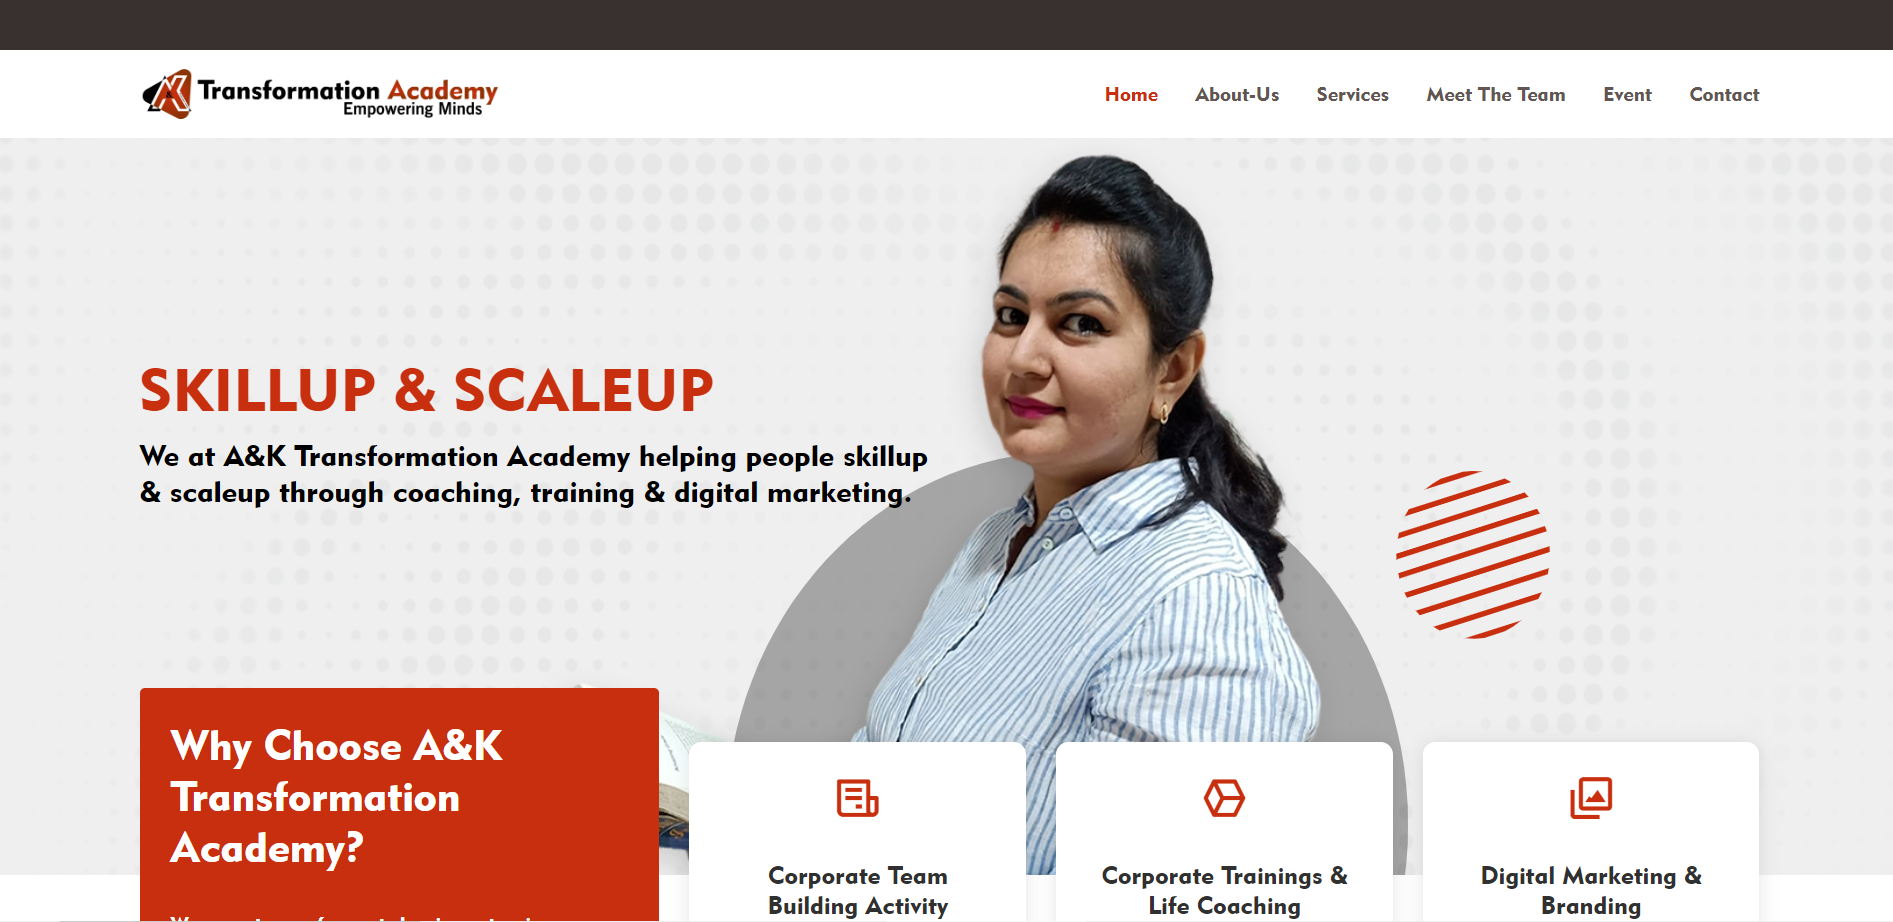 AK Transformation Academy
Empowering Minds
Home About-Us Services Meet The Team Event Contact
SKILLUP & SCALEUP
We at A&K Transformation Academy helping people skillup
& scaleup through coaching, training & digital marketing.
Why Choose A&K
Transformation
Academy?
Corporate Team
Building Activity
Corporate Trainings &
Life Coaching
Digital Marketing &
Branding